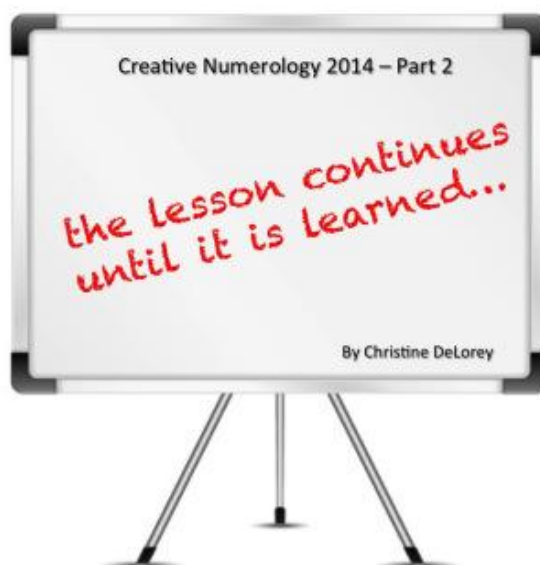 Creative Numerology 2014 – Part 2
the lesson continues
until it is learned...
By Christine DeLorey